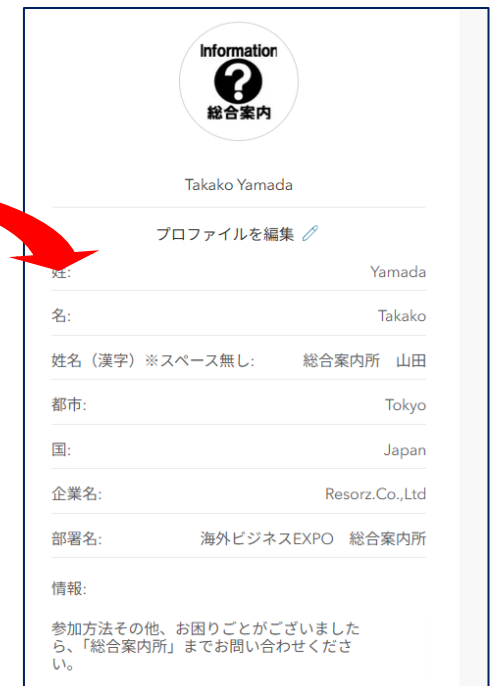 Information
?
総合案内
Takako Yamada
プロファイルを編集
姓: Yamada
名: Takako
姓名（漢字）※スペース無し: 総合案内所　山田
都市: Tokyo
国: Japan
企業名: Resorz.Co.,Ltd
部署名: 海外ビジネスEXPO　総合案内所
情報:
参加方法その他、お困りごとがございました
ら、「総合案内所」までお問い合わせくださ
い。